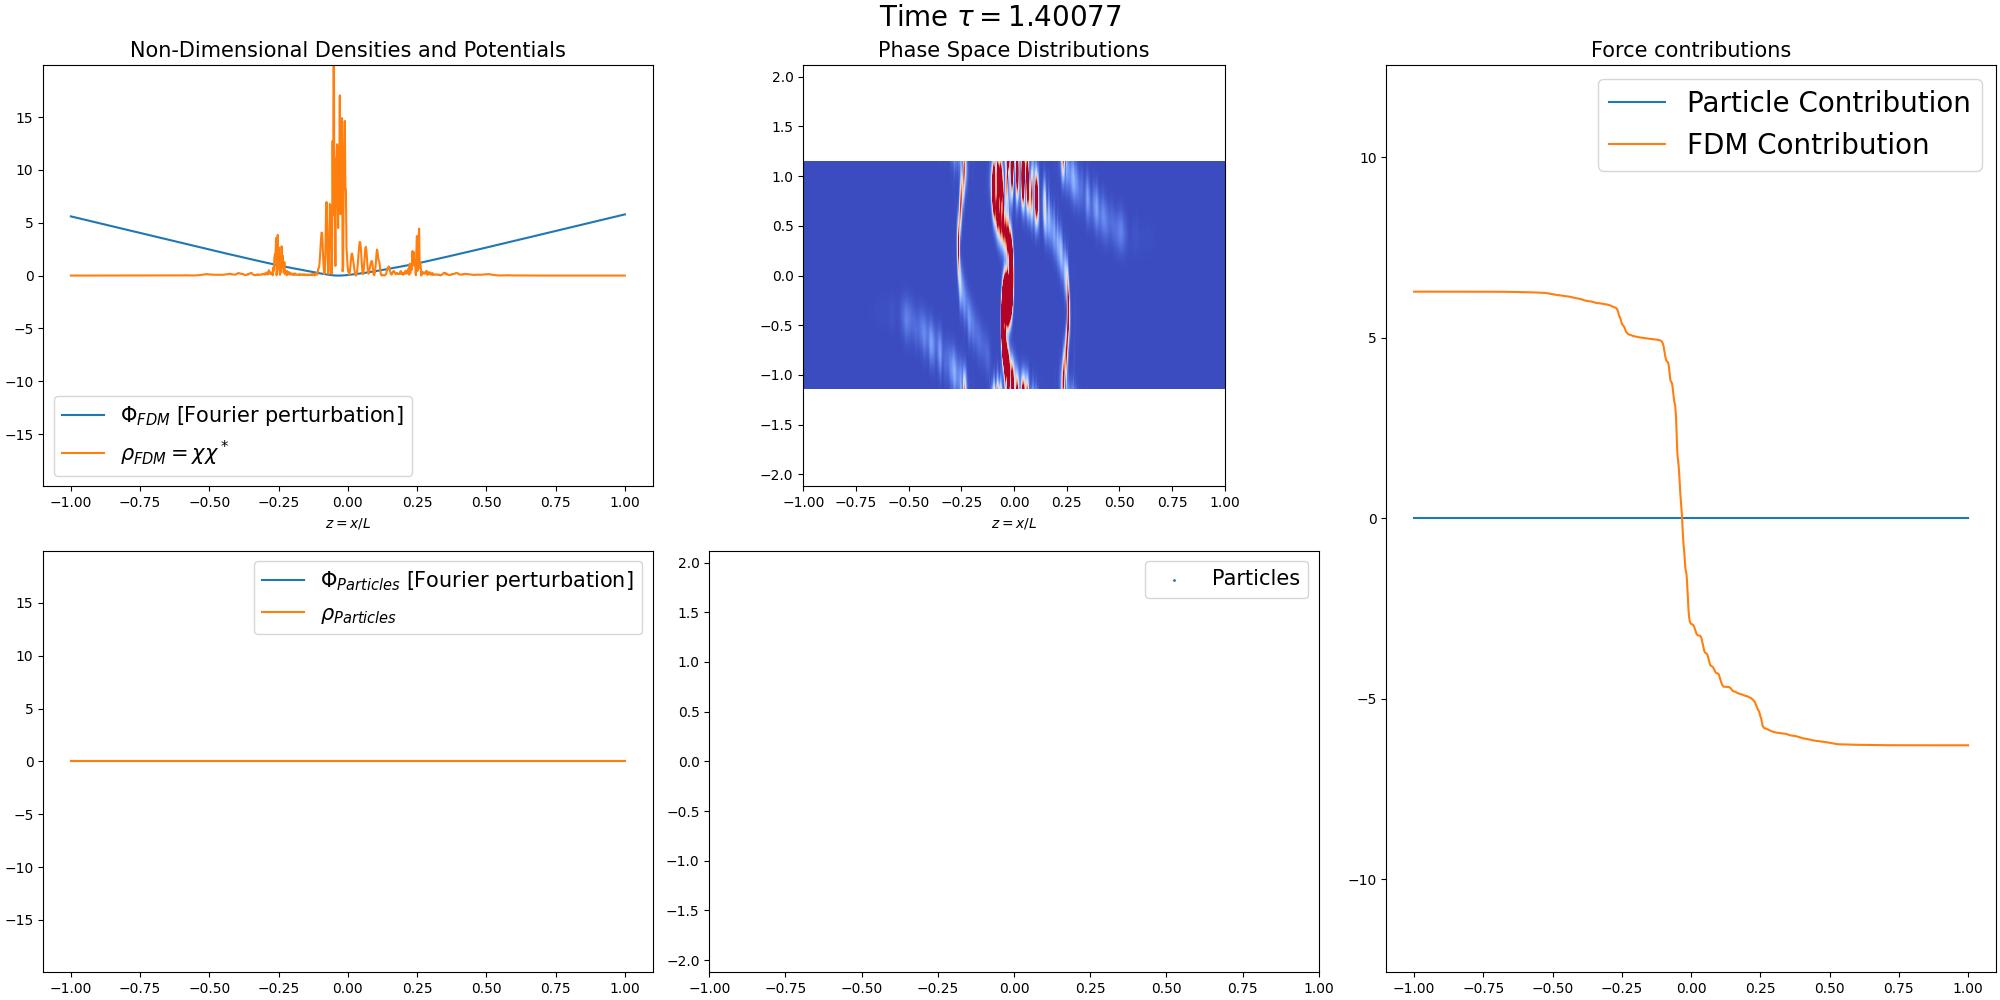 Time τ = 1.40077
Non-Dimensional Densities and Potentials
15
10
5
0
−5
−10
−15
Φ_FDM [Fourier perturbation]
ρ_FDM = χχ*
−1.00 −0.75 −0.50 −0.25 0.00 0.25 0.50 0.75 1.00
z = x/L
Phase Space Distributions
2.0
1.5
1.0
0.5
0.0
−0.5
−1.0
−1.5
−2.0
−1.00 −0.75 −0.50 −0.25 0.00 0.25 0.50 0.75 1.00
z = x/L
Force contributions
Particle Contribution
FDM Contribution
10
5
0
−5
−10
−1.00 −0.75 −0.50 −0.25 0.00 0.25 0.50 0.75 1.00
Φ_Particles [Fourier perturbation]
ρ_Particles
15
10
5
0
−5
−10
−15
−1.00 −0.75 −0.50 −0.25 0.00 0.25 0.50 0.75 1.00
Particles
2.0
1.5
1.0
0.5
0.0
−0.5
−1.0
−1.5
−2.0
−1.00 −0.75 −0.50 −0.25 0.00 0.25 0.50 0.75 1.00